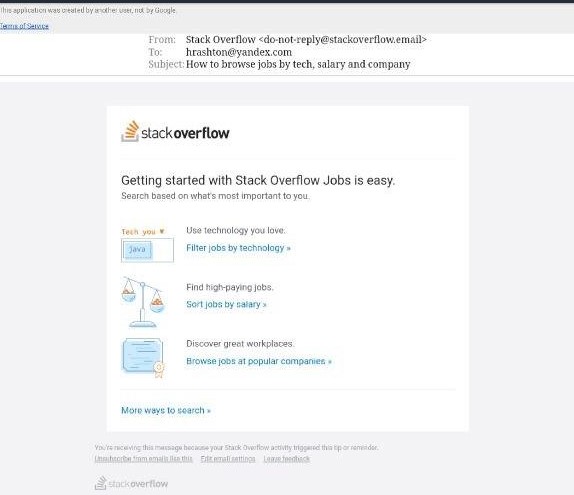 This application was created by another user, not by Google.
Terms of Service
From: Stack Overflow <do-not-reply@stackoverflow.email>
To: hrashton@yandex.com
Subject: How to browse jobs by tech, salary and company
stackoverflow
Getting started with Stack Overflow Jobs is easy.
Search based on what's most important to you.
Tech you ♥
java
Use technology you love.
Filter jobs by technology »
Find high-paying jobs.
Sort jobs by salary »
Discover great workplaces.
Browse jobs at popular companies »
More ways to search »
You're receiving this message because your Stack Overflow activity triggered this tip or reminder.
Unsubscribe from emails like this Edit email settings Leave feedback
stackoverflow